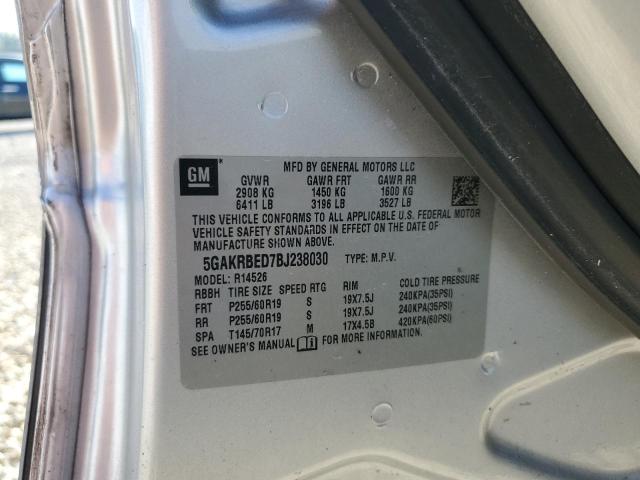 GM
MFD BY GENERAL MOTORS LLC
GVWR GAWR FRT GAWR RR
2908 KG 1450 KG 1600 KG
6411 LB 3196 LB 3527 LB
THIS VEHICLE CONFORMS TO ALL APPLICABLE U.S. FEDERAL MOTOR
VEHICLE SAFETY STANDARDS IN EFFECT ON THE DATE OF
MANUFACTURE SHOWN ABOVE.
5GAKRBED7BJ238030 TYPE: M.P.V.
MODEL: R14526
RBBH TIRE SIZE SPEED RTG RIM COLD TIRE PRESSURE
FRT P255/60R19 S 19X7.5J 240KPA(35PSI)
RR P255/60R19 S 19X7.5J 240KPA(35PSI)
SPA T145/70R17 M 17X4.5B 420KPA(60PSI)
SEE OWNER'S MANUAL FOR MORE INFORMATION.